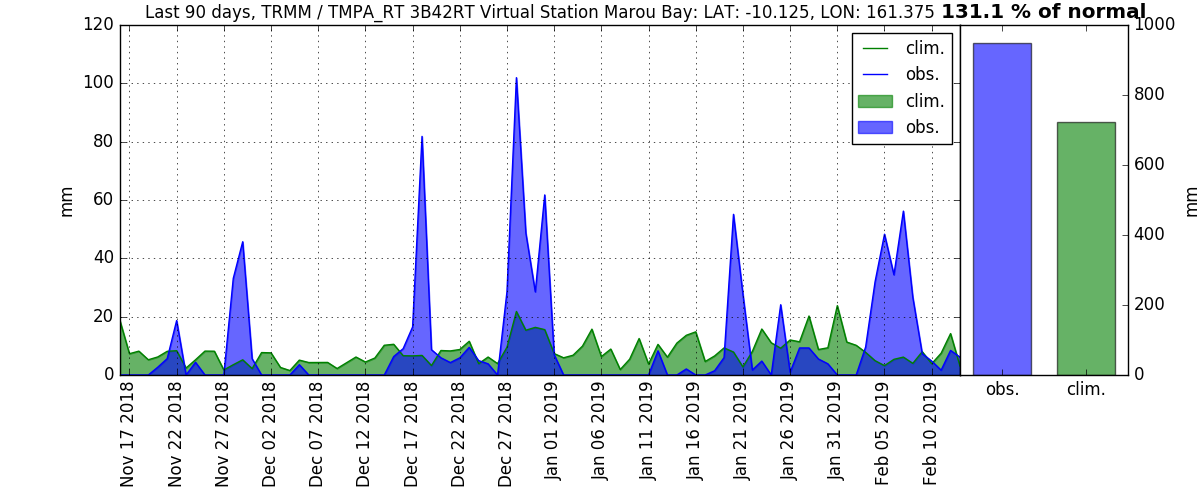 Last 90 days, TRMM / TMPA_RT 3B42RT Virtual Station Marou Bay: LAT: -10.125, LON: 161.375 131.1 % of normal
120
100
80
60
40
20
0
mm
clim.
obs.
clim.
obs.
Nov 17 2018
Nov 22 2018
Nov 27 2018
Dec 02 2018
Dec 07 2018
Dec 12 2018
Dec 17 2018
Dec 22 2018
Dec 27 2018
Jan 01 2019
Jan 06 2019
Jan 11 2019
Jan 16 2019
Jan 21 2019
Jan 26 2019
Jan 31 2019
Feb 05 2019
Feb 10 2019
1000
800
600
400
200
0
mm
obs.
clim.